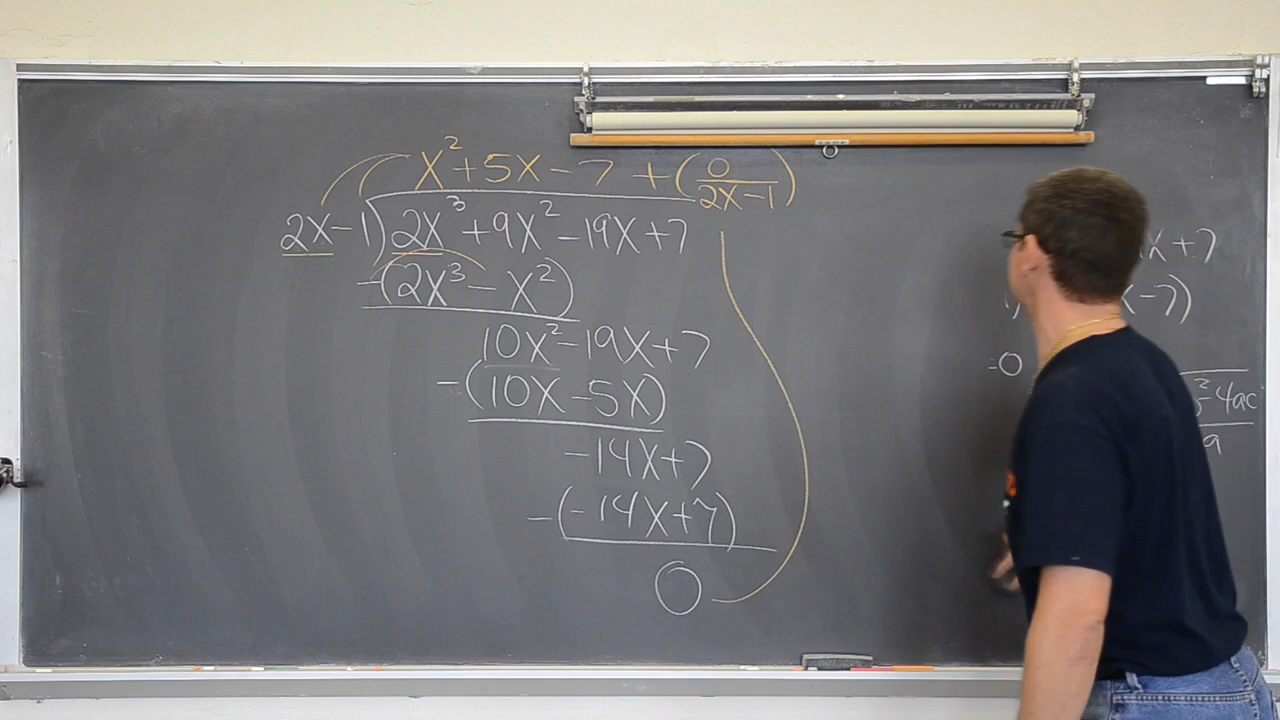 x² + 5x - 7 + (0/(2x-1))
2x-1)2x³ + 9x² - 19x + 7
-(2x³ - x²)
10x² - 19x + 7
-(10x - 5x)
-14x + 7
-(-14x + 7)
0
x + 7
x - 7)
=0
² - 4ac